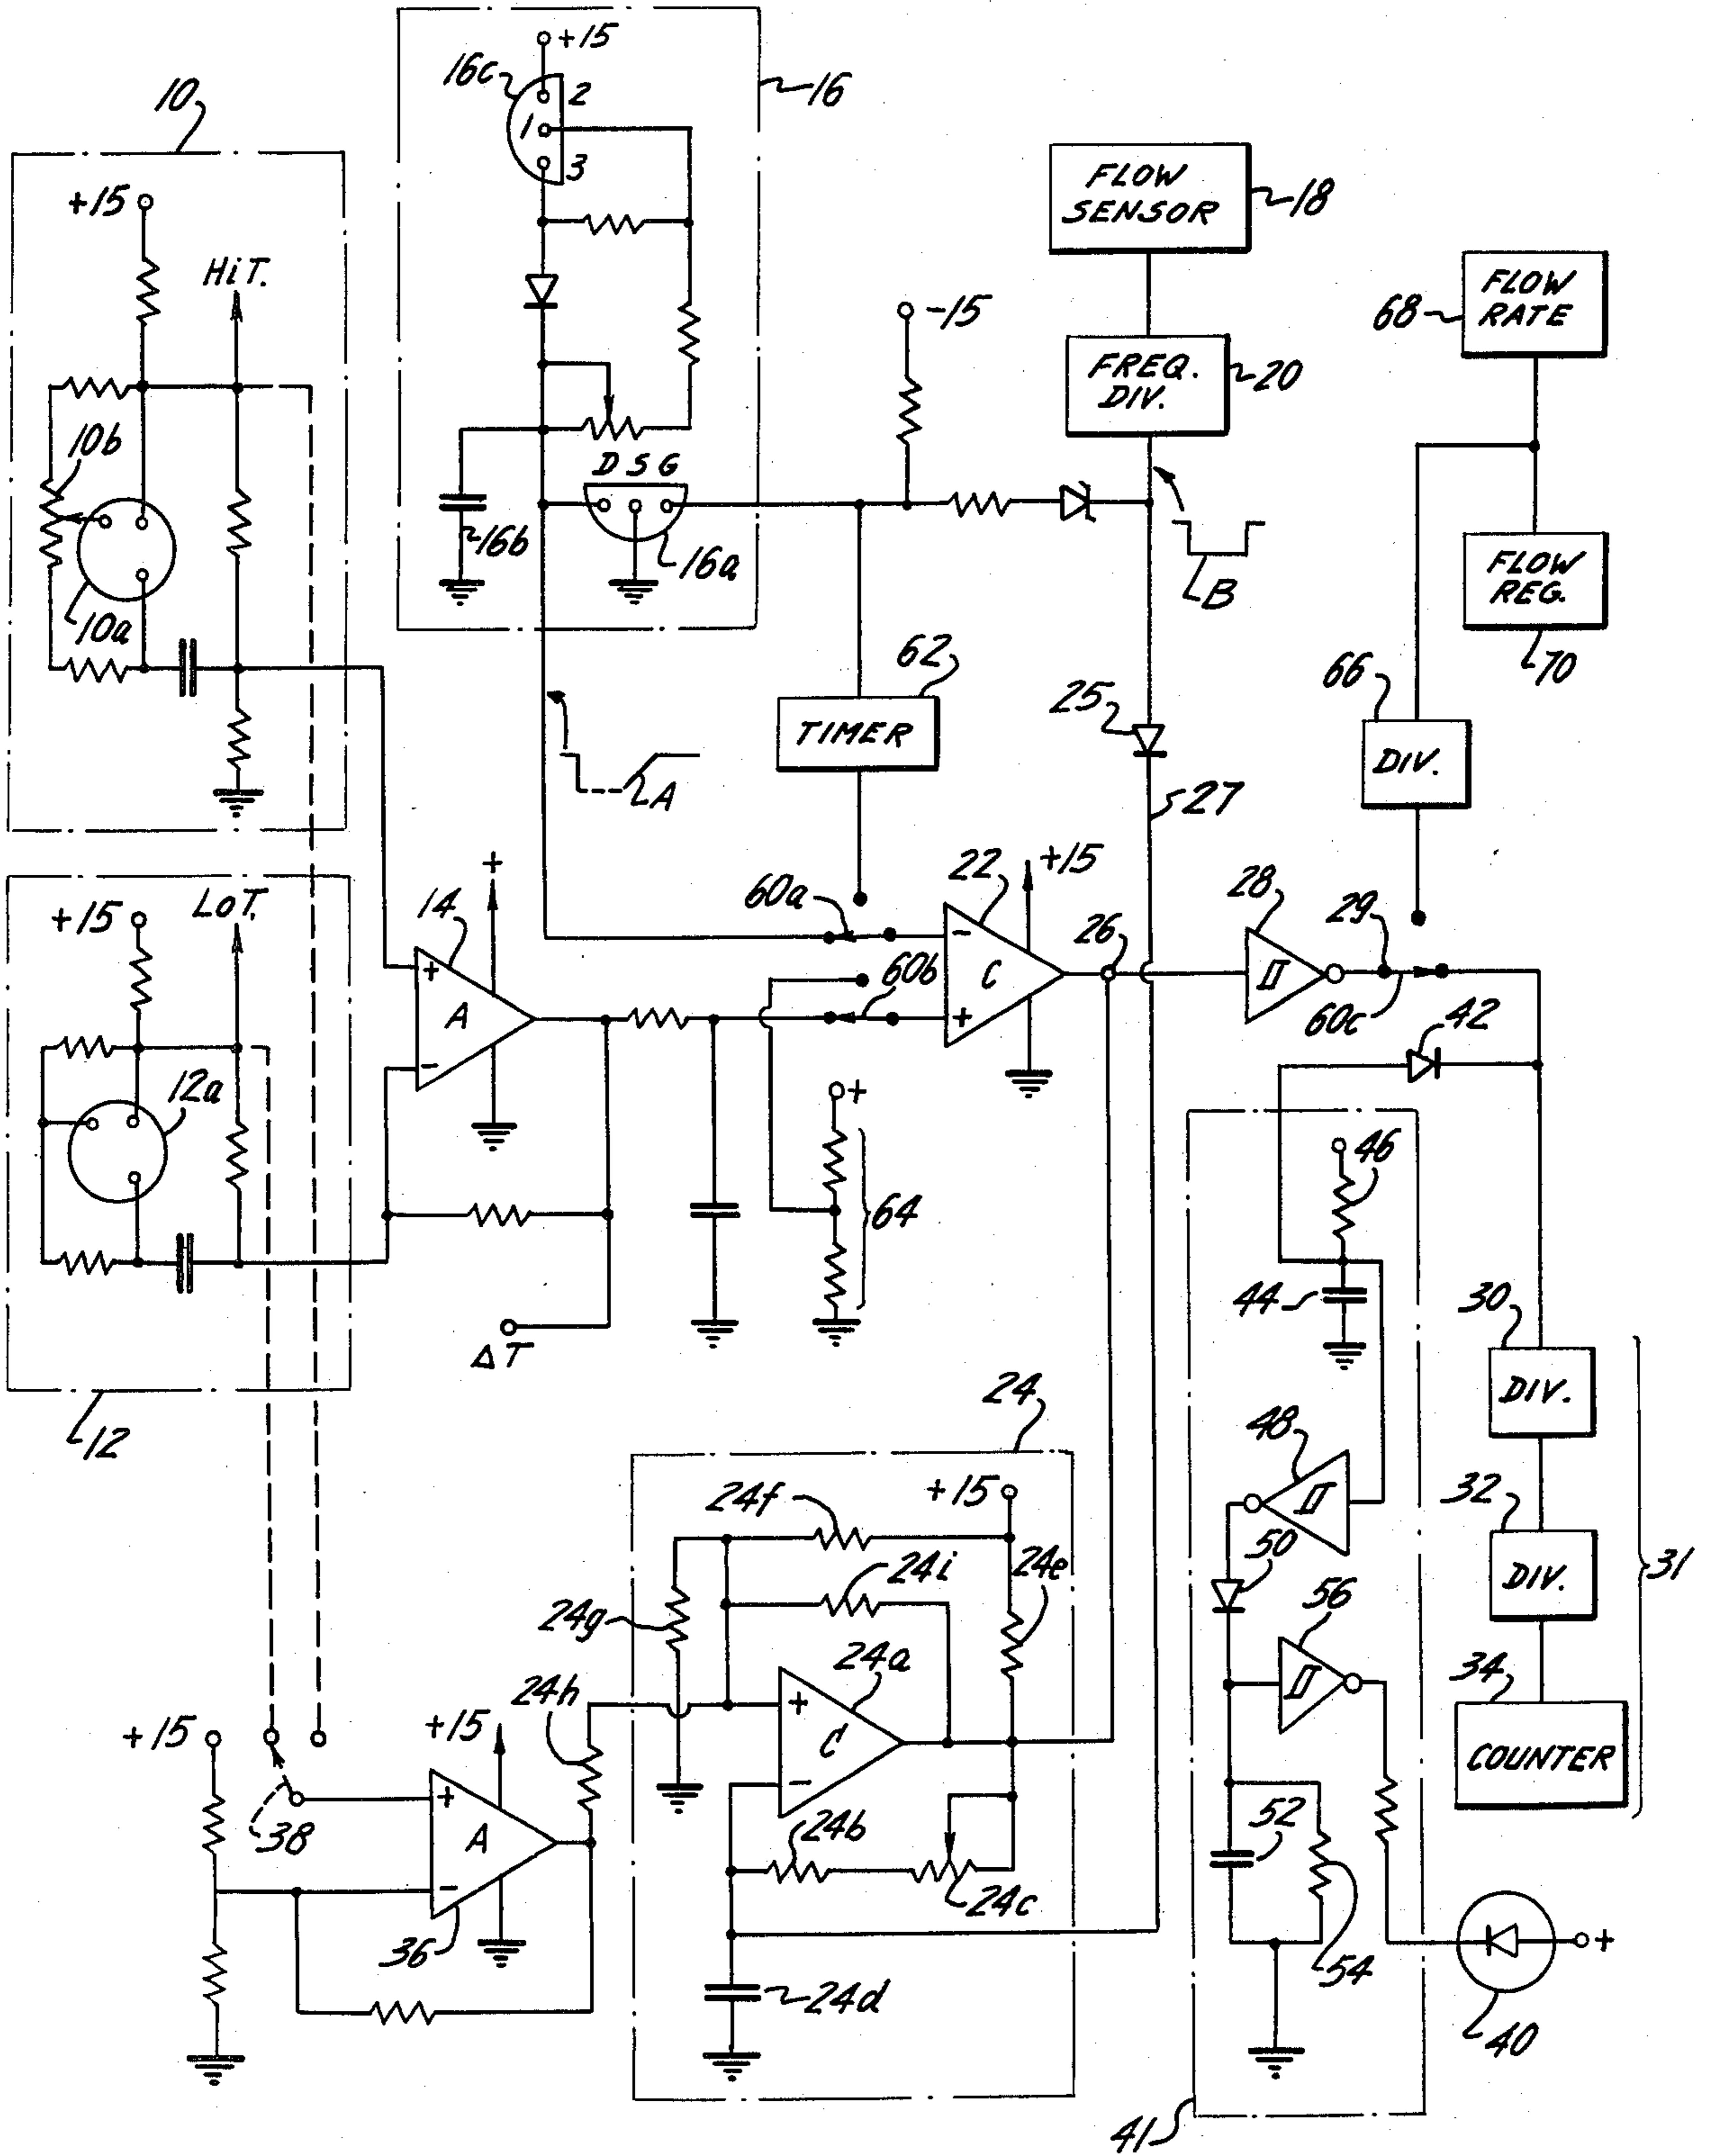 +15
16c
2
16
1
3
10
FLOW
SENSOR
18
+15
HiT.
-15
FLOW
RATE
68
FREQ.
DIV.
20
10b
D S G
16b
16a
B
FLOW
REG.
70
10a
62
66
25
TIMER
DIV.
A
27
+
22
+15
28
29
14
60a
+15
LoT.
-
26
C
60b
60c
+
A
+
-
42
12a
+
46
64
44
30
ΔT
DIV.
24
12
48
32
24f
+15
50
24i
24e
DIV.
31
24g
56
24a
34
24h
+
+15
+15
C
COUNTER
-
+
38
A
24b
52
-
24c
36
54
+
24d
40
41